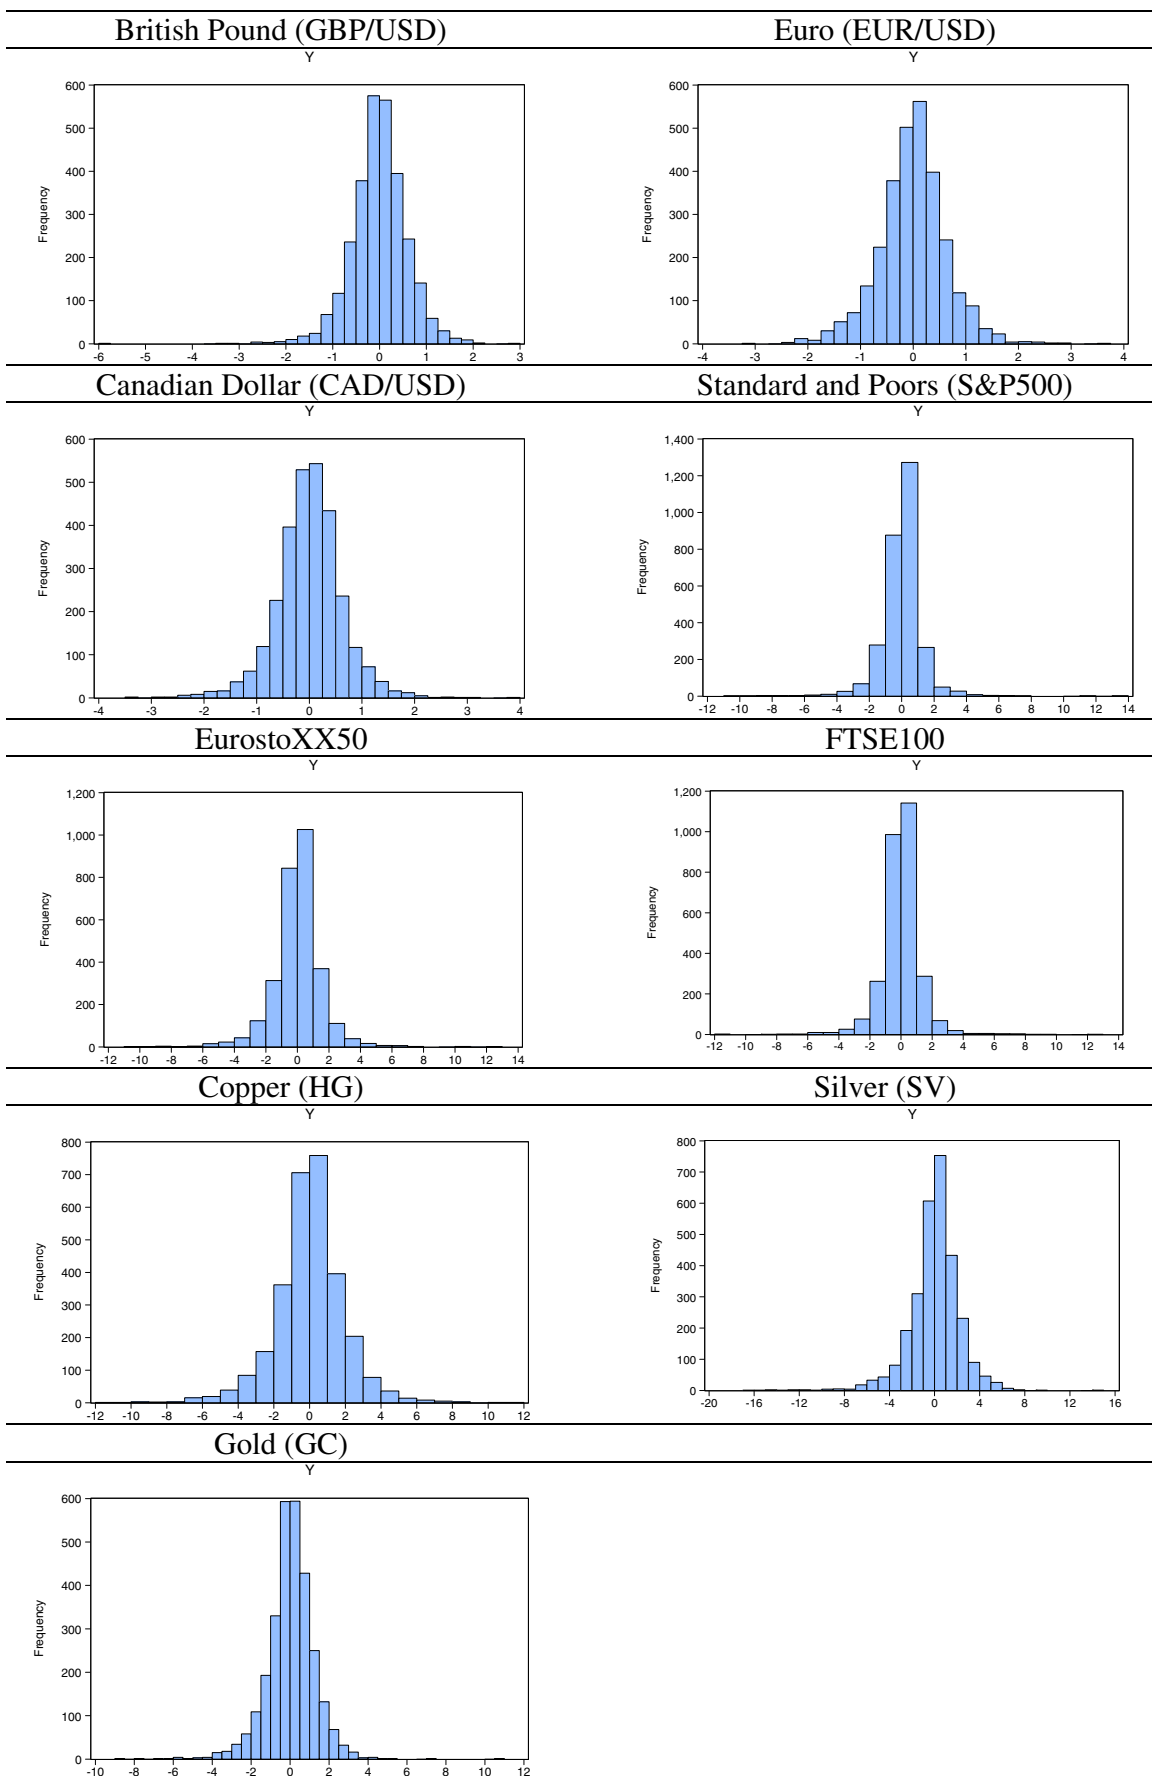 British Pound (GBP/USD) Euro (EUR/USD)
Y Y
600 600
500 500
400 400
Frequency Frequency
300 300
200 200
100 100
0 0
-6 -5 -4 -3 -2 -1 0 1 2 3 -4 -3 -2 -1 0 1 2 3 4
Canadian Dollar (CAD/USD) Standard and Poors (S&P500)
Y Y
600 1,400
500 1,200
400 1,000
Frequency Frequency
300 800
200 600
100 400
0 200
0
-4 -3 -2 -1 0 1 2 3 4 -12 -10 -8 -6 -4 -2 0 2 4 6 8 10 12 14
EurostoXX50 FTSE100
Y Y
1,200 1,200
1,000 1,000
800 800
Frequency Frequency
600 600
400 400
200 200
0 0
-12 -10 -8 -6 -4 -2 0 2 4 6 8 10 12 14 -12 -10 -8 -6 -4 -2 0 2 4 6 8 10 12 14
Copper (HG) Silver (SV)
Y Y
800 800
700 700
600 600
500 500
Frequency Frequency
400 400
300 300
200 200
100 100
0 0
-12 -10 -8 -6 -4 -2 0 2 4 6 8 10 12 -20 -16 -12 -8 -4 0 4 8 12 16
Gold (GC)
Y
600
500
400
Frequency
300
200
100
0
-10 -8 -6 -4 -2 0 2 4 6 8 10 12